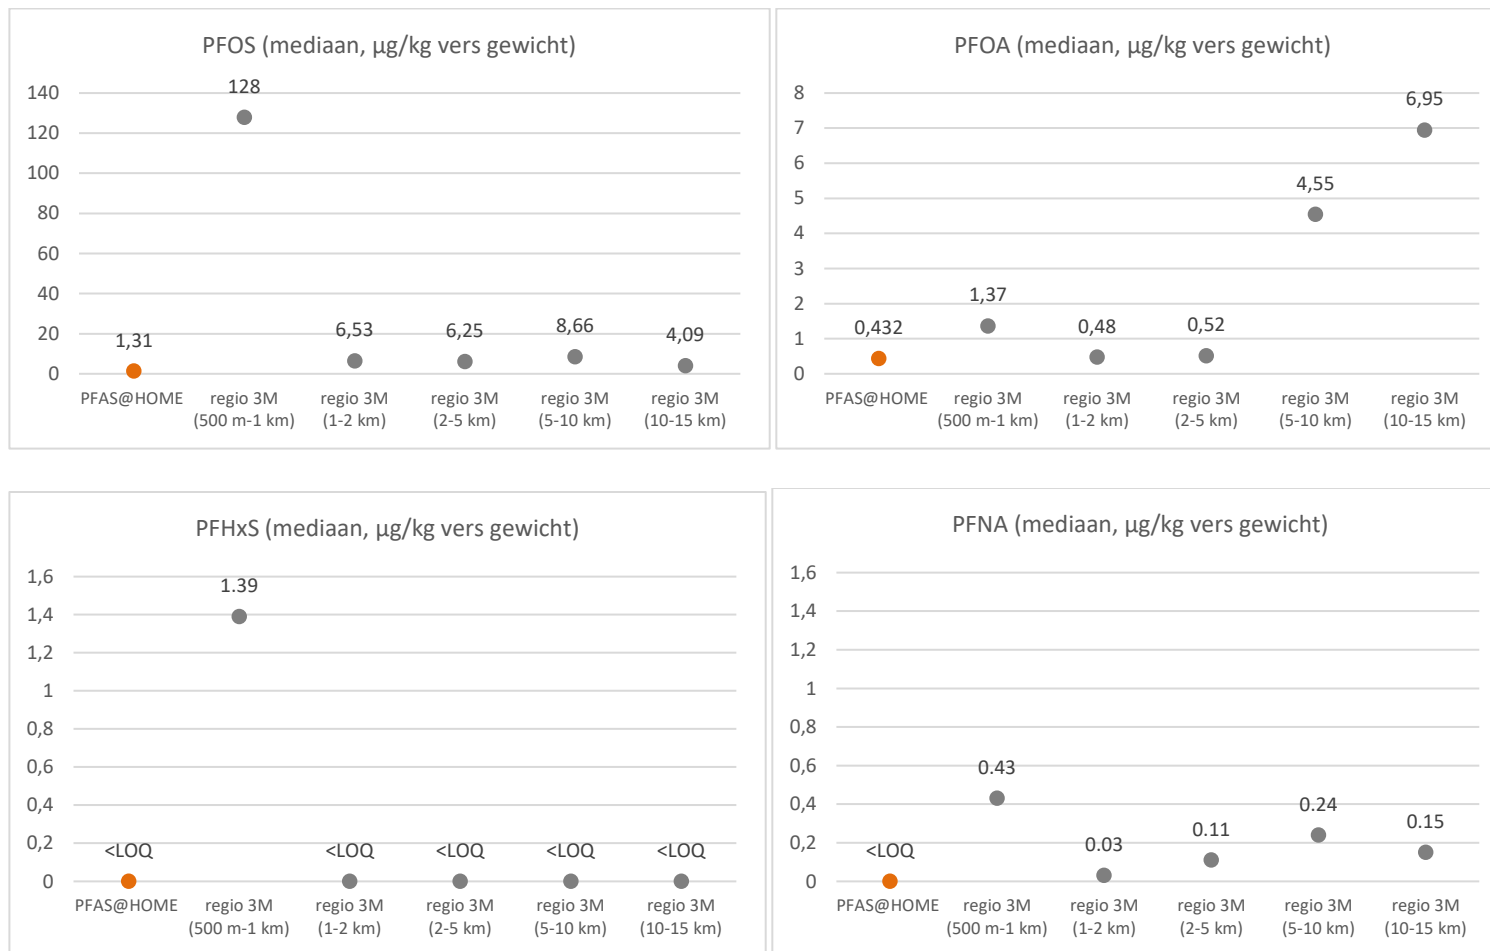 PFOS (mediaan, µg/kg vers gewicht)
140
120
100
80
60
40
20
0
1,31
128
6,53
6,25
8,66
4,09
PFAS@HOME
regio 3M
(500 m-1 km)
regio 3M
(1-2 km)
regio 3M
(2-5 km)
regio 3M
(5-10 km)
regio 3M
(10-15 km)
PFOA (mediaan, µg/kg vers gewicht)
8
7
6
5
4
3
2
1
0
0,432
1,37
0,48
0,52
4,55
6,95
PFAS@HOME
regio 3M
(500 m-1 km)
regio 3M
(1-2 km)
regio 3M
(2-5 km)
regio 3M
(5-10 km)
regio 3M
(10-15 km)
PFHxS (mediaan, µg/kg vers gewicht)
1,6
1,4
1,2
1
0,8
0,6
0,4
0,2
0
<LOQ
1.39
<LOQ
<LOQ
<LOQ
<LOQ
PFAS@HOME
regio 3M
(500 m-1 km)
regio 3M
(1-2 km)
regio 3M
(2-5 km)
regio 3M
(5-10 km)
regio 3M
(10-15 km)
PFNA (mediaan, µg/kg vers gewicht)
1,6
1,4
1,2
1
0,8
0,6
0,4
0,2
0
<LOQ
0.43
0.03
0.11
0.24
0.15
PFAS@HOME
regio 3M
(500 m-1 km)
regio 3M
(1-2 km)
regio 3M
(2-5 km)
regio 3M
(5-10 km)
regio 3M
(10-15 km)